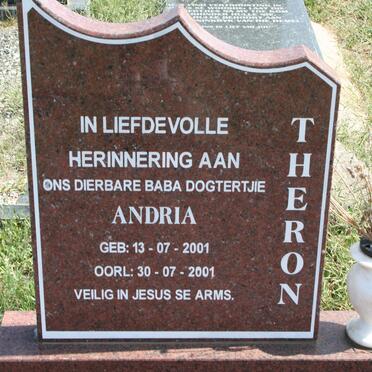 IN LIEFDEVOLLE
HERINNERING AAN
ONS DIERBARE BABA DOGTERTJIE
ANDRIA
GEB: 13 - 07 - 2001
OORL: 30 - 07 - 2001
VEILIG IN JESUS SE ARMS.
THERON